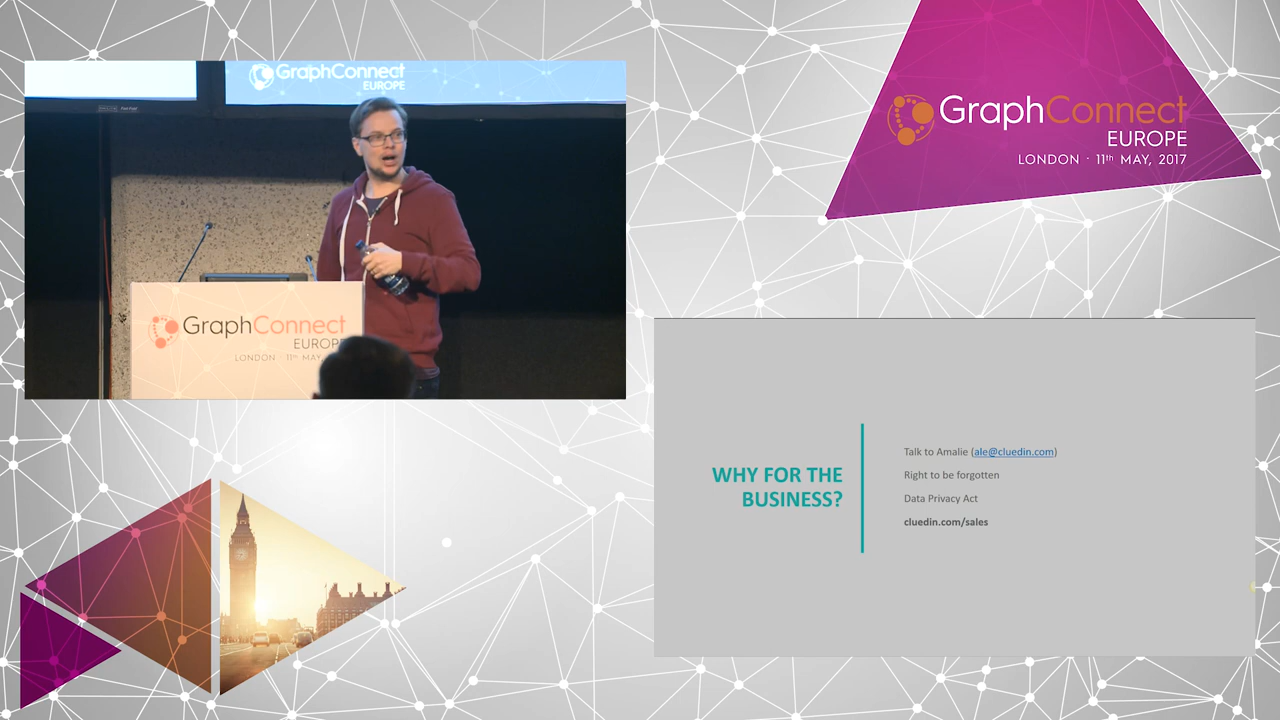 GraphConnect
EUROPE
GraphConnect
EUROPE
LONDON · 11th MAY
GraphConnect
EUROPE
LONDON · 11th MAY, 2017
WHY FOR THE
BUSINESS?
Talk to Amalie (ale@cluedin.com)
Right to be forgotten
Data Privacy Act
cluedin.com/sales